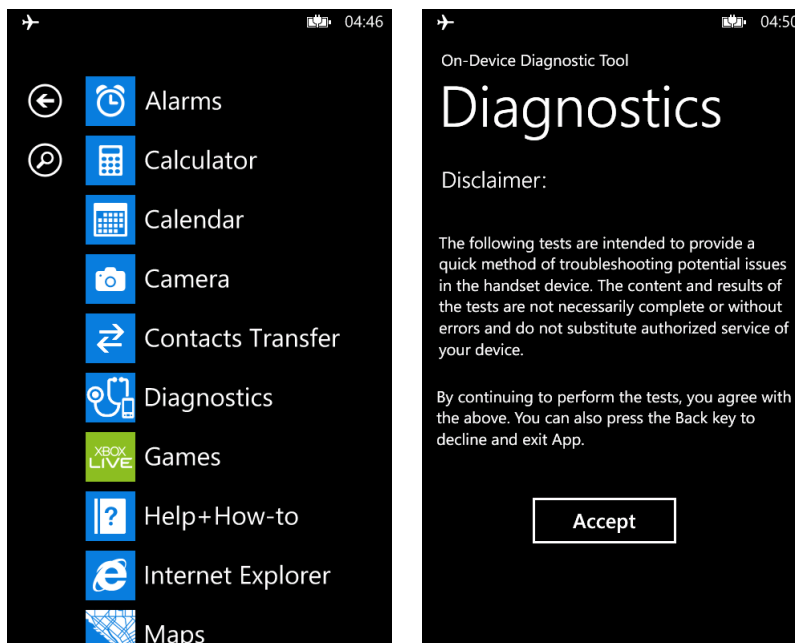 04:46
Alarms
Calculator
Calendar
Camera
Contacts Transfer
Diagnostics
XBOX
LIVE
Games
?
Help+How-to
Internet Explorer
Maps
04:50
On-Device Diagnostic Tool
Diagnostics
Disclaimer:
The following tests are intended to provide a
quick method of troubleshooting potential issues
in the handset device. The content and results of
the tests are not necessarily complete or without
errors and do not substitute authorized service of
your device.
By continuing to perform the tests, you agree with
the above. You can also press the Back key to
decline and exit App.
Accept